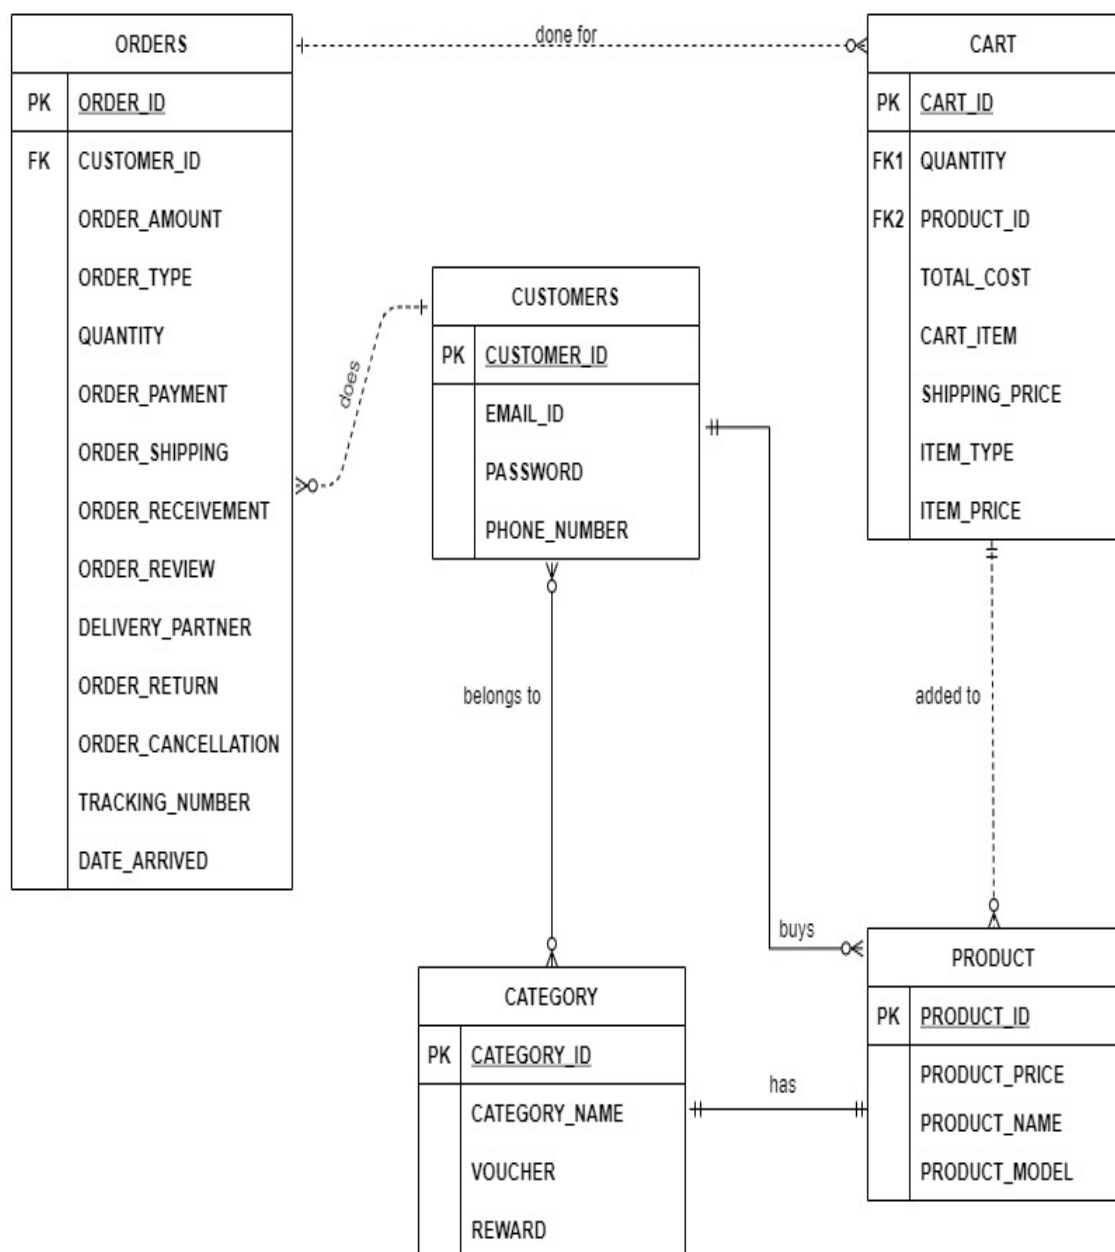 ORDERS
PK ORDER_ID
FK CUSTOMER_ID
ORDER_AMOUNT
ORDER_TYPE
QUANTITY
ORDER_PAYMENT
ORDER_SHIPPING
ORDER_RECEIVEMENT
ORDER_REVIEW
DELIVERY_PARTNER
ORDER_RETURN
ORDER_CANCELLATION
TRACKING_NUMBER
DATE_ARRIVED
done for
does
CART
PK CART_ID
FK1 QUANTITY
FK2 PRODUCT_ID
TOTAL_COST
CART_ITEM
SHIPPING_PRICE
ITEM_TYPE
ITEM_PRICE
CUSTOMERS
PK CUSTOMER_ID
EMAIL_ID
PASSWORD
PHONE_NUMBER
belongs to
added to
buys
CATEGORY
PK CATEGORY_ID
CATEGORY_NAME
VOUCHER
REWARD
has
PRODUCT
PK PRODUCT_ID
PRODUCT_PRICE
PRODUCT_NAME
PRODUCT_MODEL